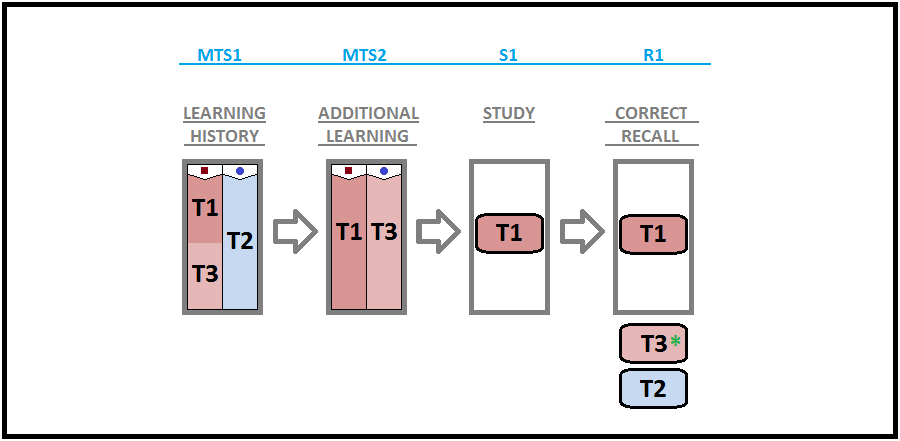 MTS1 MTS2 S1 R1
LEARNING HISTORY
ADDITIONAL LEARNING
STUDY
CORRECT RECALL
T1
T3
T2
T1 T3
T1
T1
T3*
T2